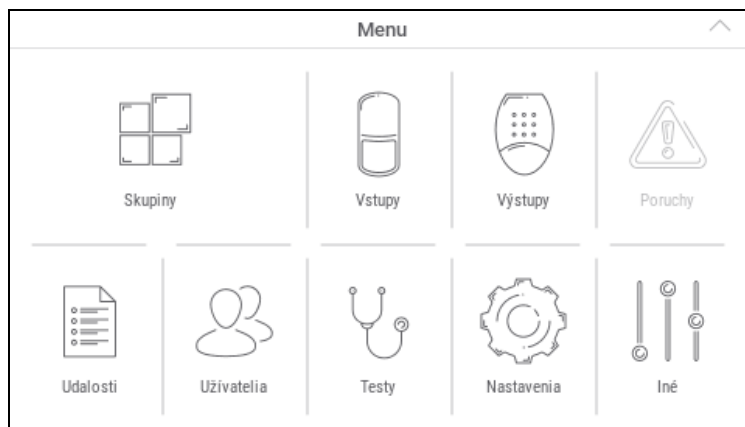 Menu
Skupiny
Vstupy
Výstupy
Poruchy
Udalosti
Užívatelia
Testy
Nastavenia
Iné